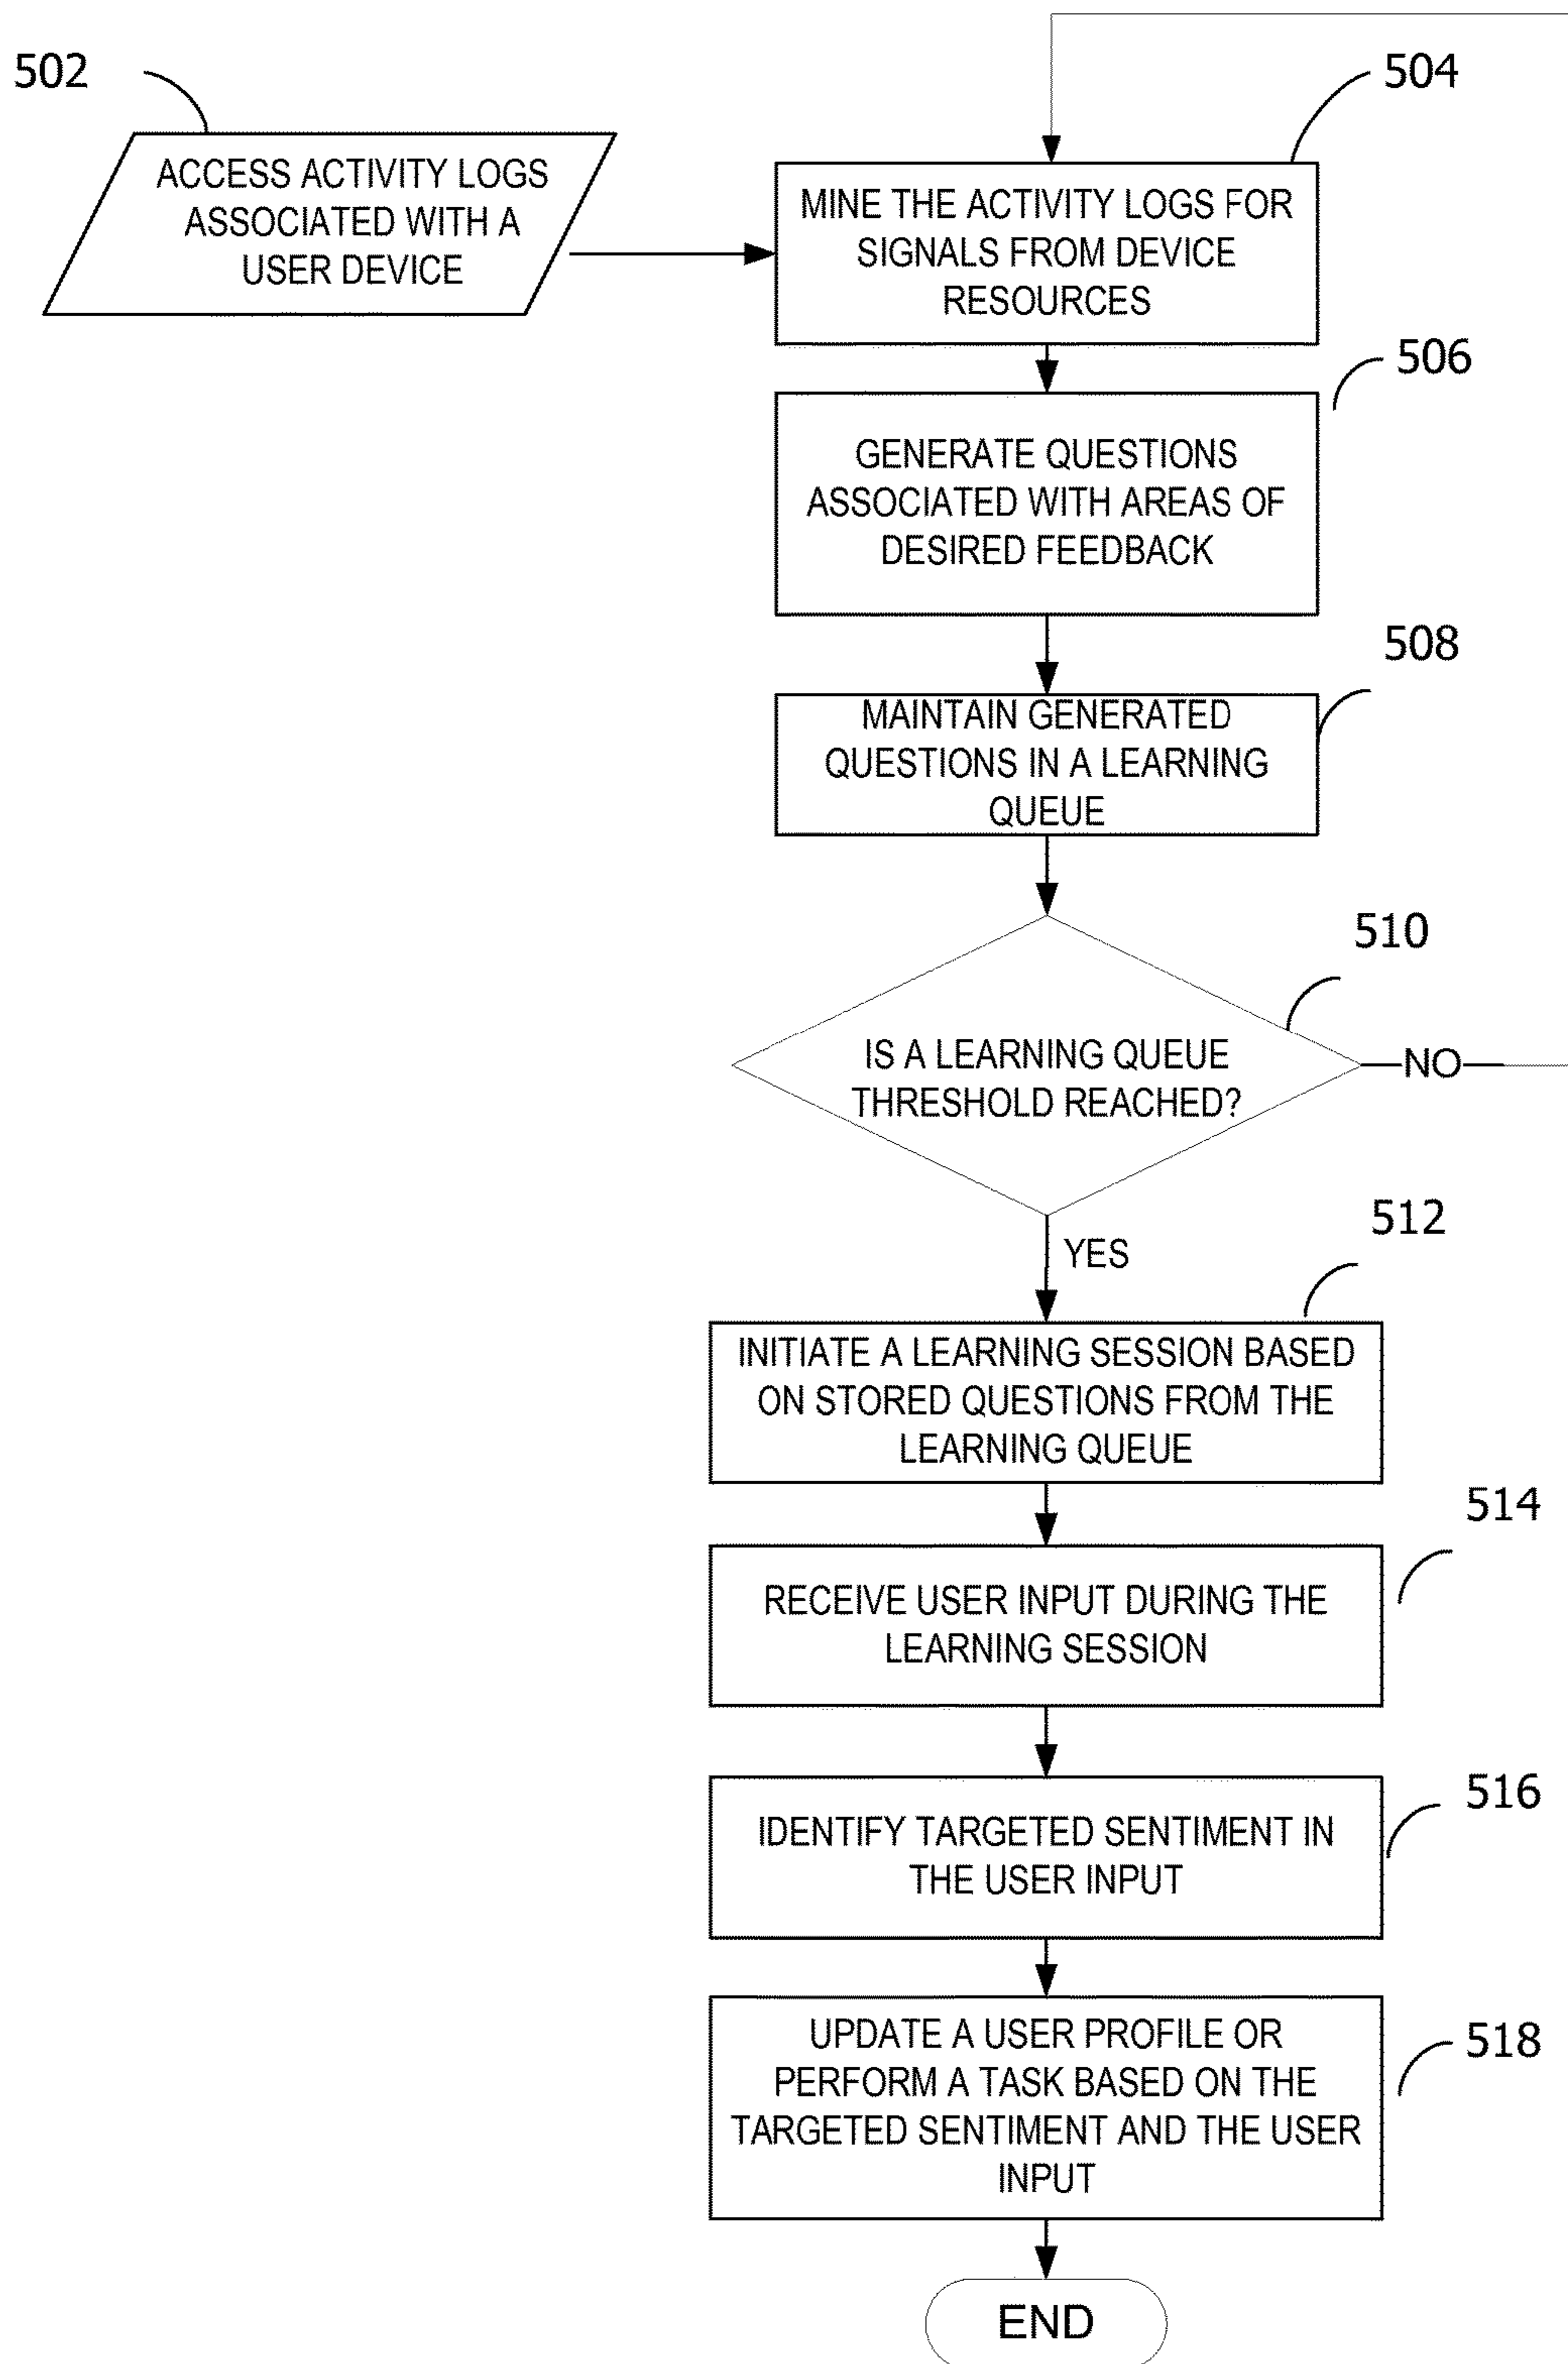 502
ACCESS ACTIVITY LOGS
ASSOCIATED WITH A
USER DEVICE
504
MINE THE ACTIVITY LOGS FOR
SIGNALS FROM DEVICE
RESOURCES
506
GENERATE QUESTIONS
ASSOCIATED WITH AREAS OF
DESIRED FEEDBACK
508
MAINTAIN GENERATED
QUESTIONS IN A LEARNING
QUEUE
510
IS A LEARNING QUEUE
THRESHOLD REACHED?
NO
YES
512
INITIATE A LEARNING SESSION BASED
ON STORED QUESTIONS FROM THE
LEARNING QUEUE
514
RECEIVE USER INPUT DURING THE
LEARNING SESSION
516
IDENTIFY TARGETED SENTIMENT IN
THE USER INPUT
518
UPDATE A USER PROFILE OR
PERFORM A TASK BASED ON THE
TARGETED SENTIMENT AND THE USER
INPUT
END